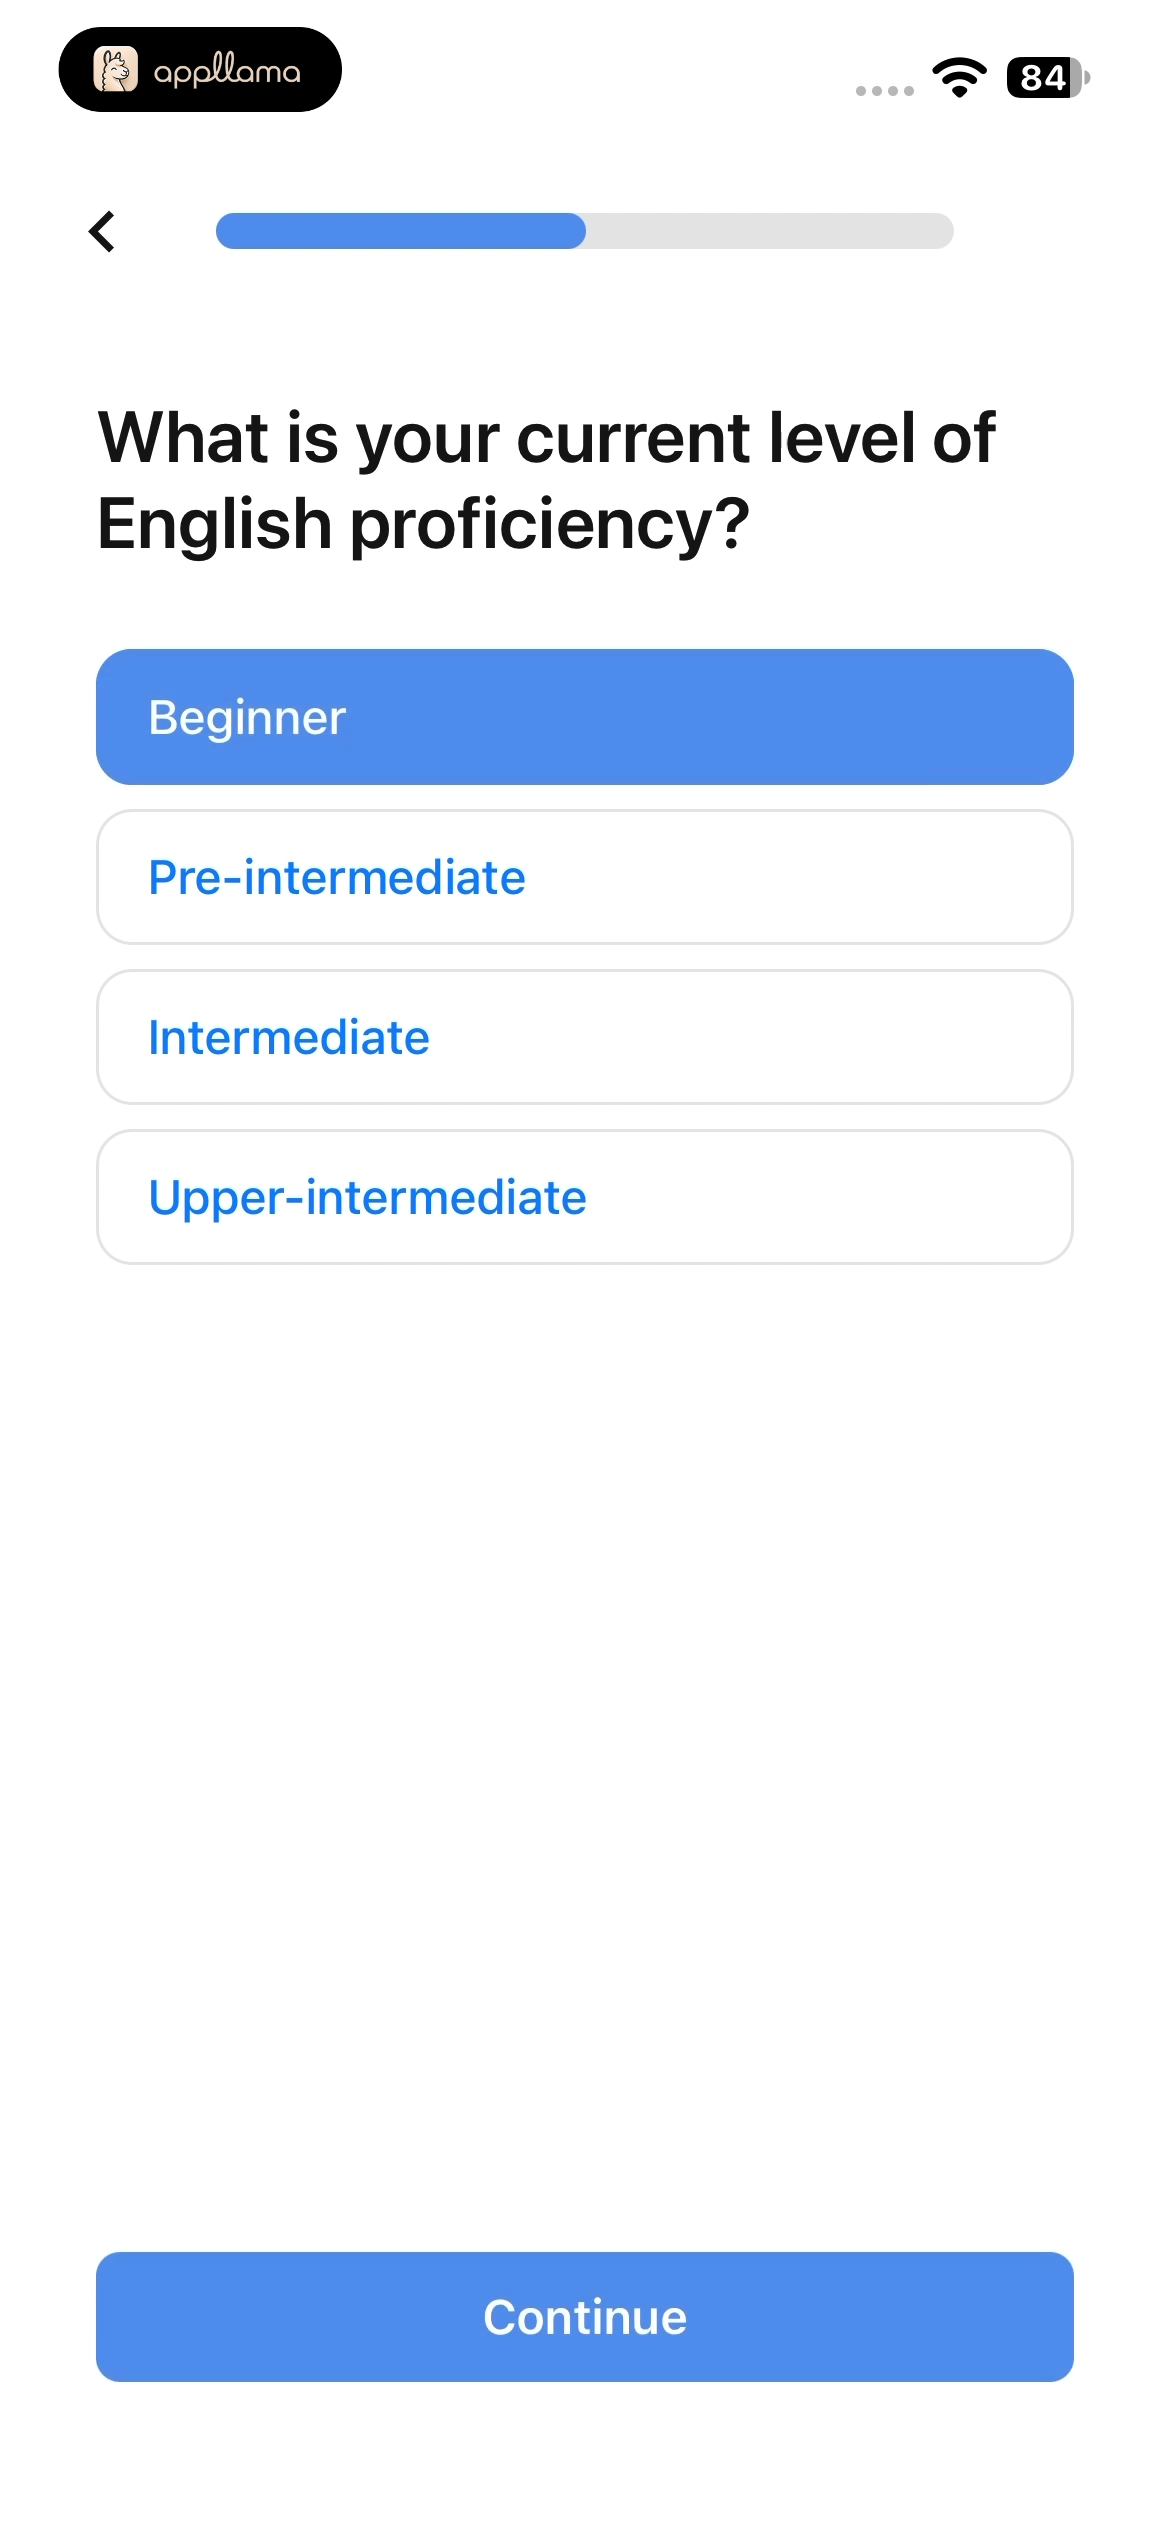 appllama
84
What is your current level of
English proficiency?
Beginner
Pre-intermediate
Intermediate
Upper-intermediate
Continue